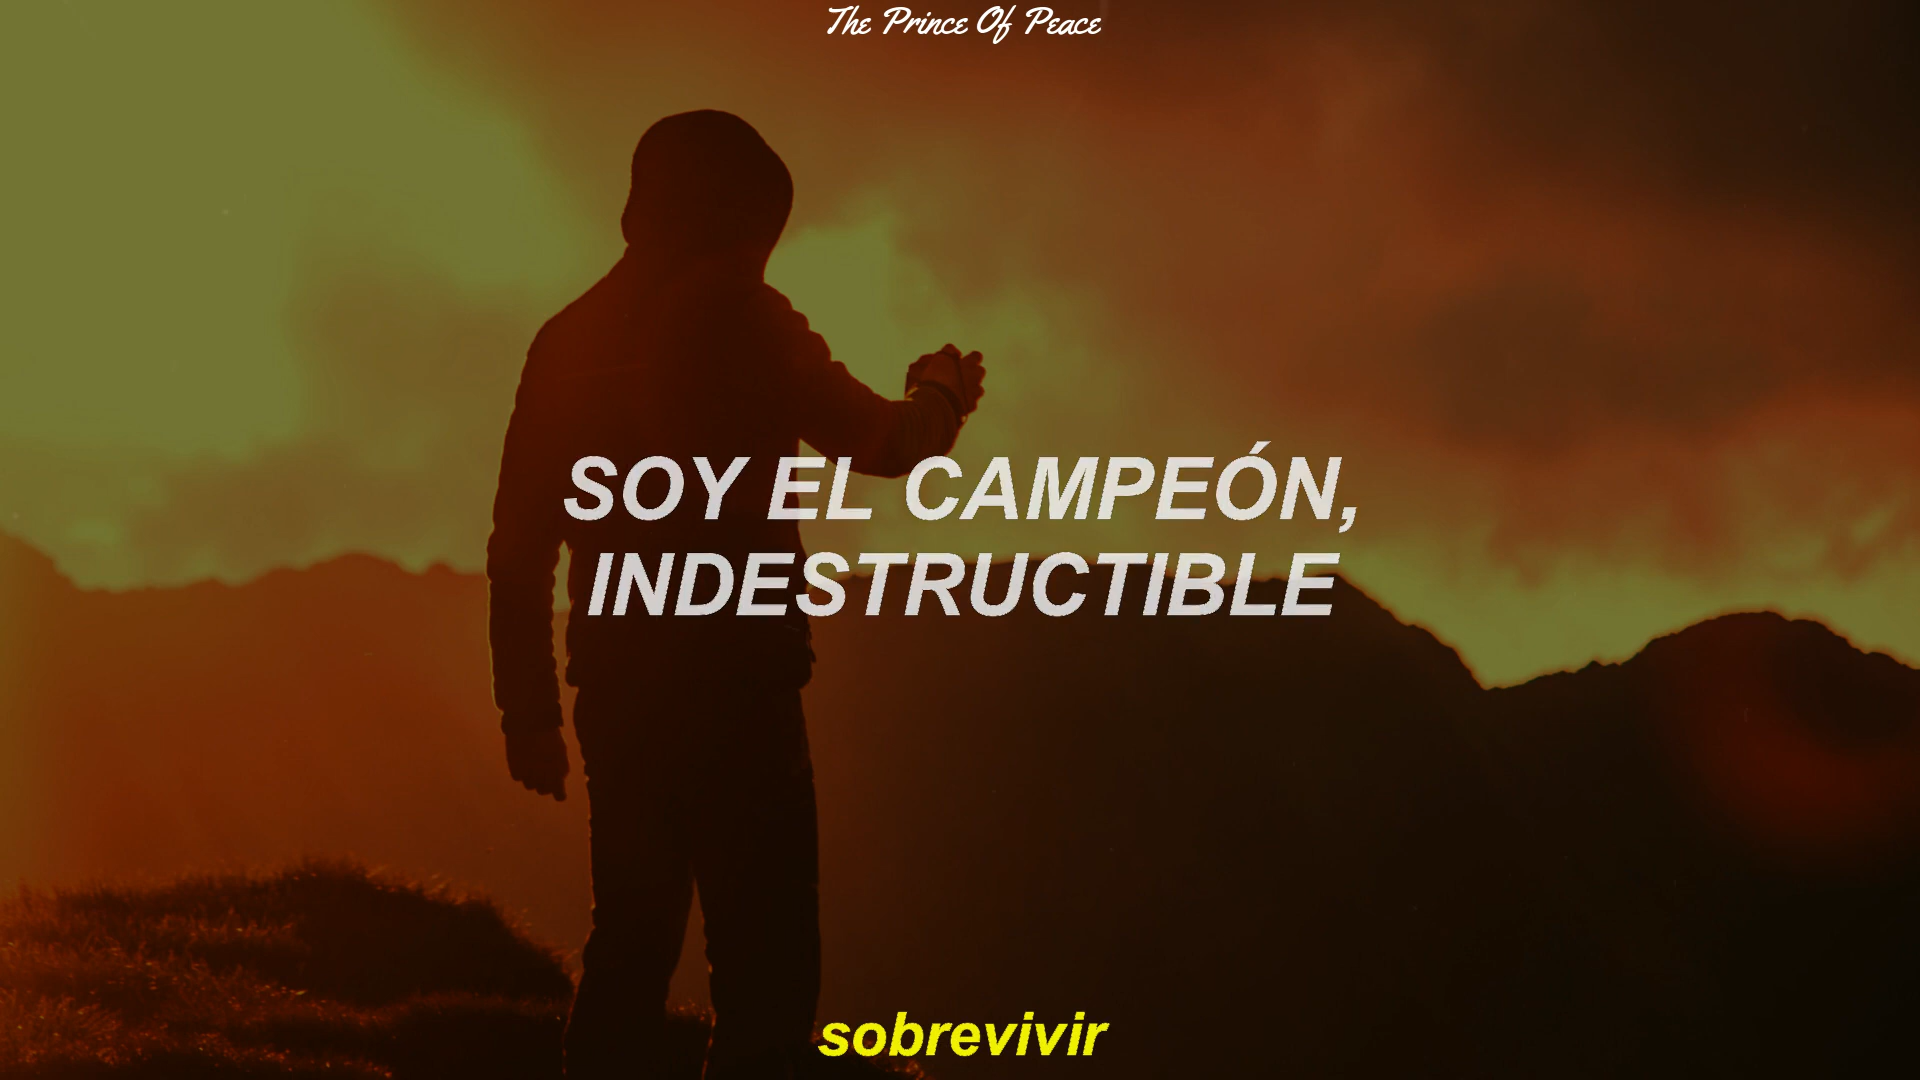 The Prince Of Peace
SOY EL CAMPEÓN,
INDESTRUCTIBLE
sobrevivir